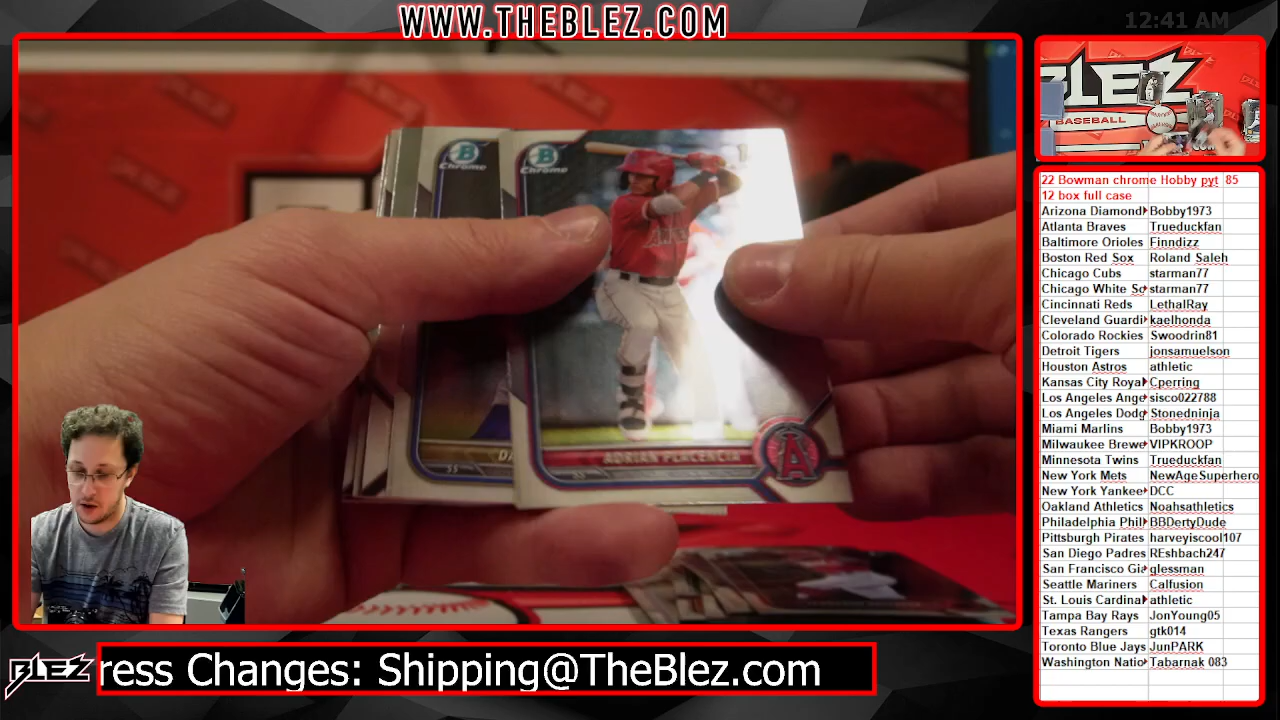 WWW.THEBLEZ.COM
12:41 AM
BLEZ
BASEBALL
B
Chrome
B
Chrome
ANGELS
ADRIAN PLACENCIA
A
22 Bowman chrome Hobby pyt 85
12 box full case
Arizona Diamond Bobby1973
Atlanta Braves Trueduckfan
Baltimore Orioles Finndizz
Boston Red Sox Roland Saleh
Chicago Cubs starman77
Chicago White So starman77
Cincinnati Reds LethalRay
Cleveland Guardi kaelhonda
Colorado Rockies Swoodrin81
Detroit Tigers jonsamuelson
Houston Astros athletic
Kansas City Royal Cperring
Los Angeles Ange sisco022788
Los Angeles Dodg Stonedninja
Miami Marlins Bobby1973
Milwaukee Brewe VIPKROOP
Minnesota Twins Trueduckfan
New York Mets NewAgeSuperhero
New York Yankee DCC
Oakland Athletics Noahsathletics
Philadelphia Phil BBDertyDude
Pittsburgh Pirates harveyiscool107
San Diego Padres REshbach247
San Francisco Gia glessman
Seattle Mariners Calfusion
St. Louis Cardinal athletic
Tampa Bay Rays JonYoung05
Texas Rangers gtk014
Toronto Blue Jays JunPARK
Washington Natio Tabarnak 083
BLEZ
ress Changes: Shipping@TheBlez.com